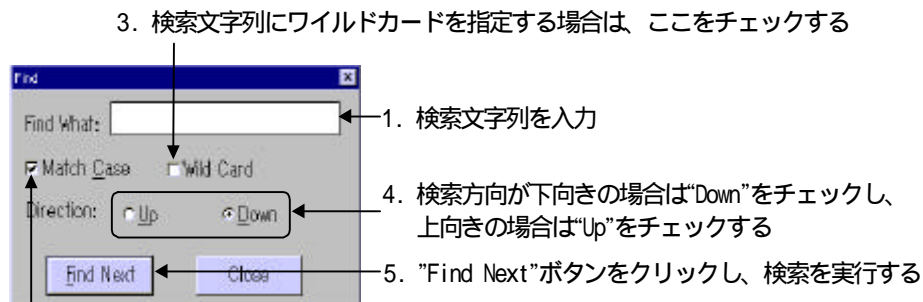 3. 検索文字列にワイルドカードを指定する場合は、ここをチェックする
Find
Find What:
1. 検索文字列を入力
Match Case Wild Card
4. 検索方向が下向きの場合は“Down”をチェックし、
上向きの場合は“Up”をチェックする
Direction: Up Down
Find Next Close
5. ”Find Next”ボタンをクリックし、検索を実行する